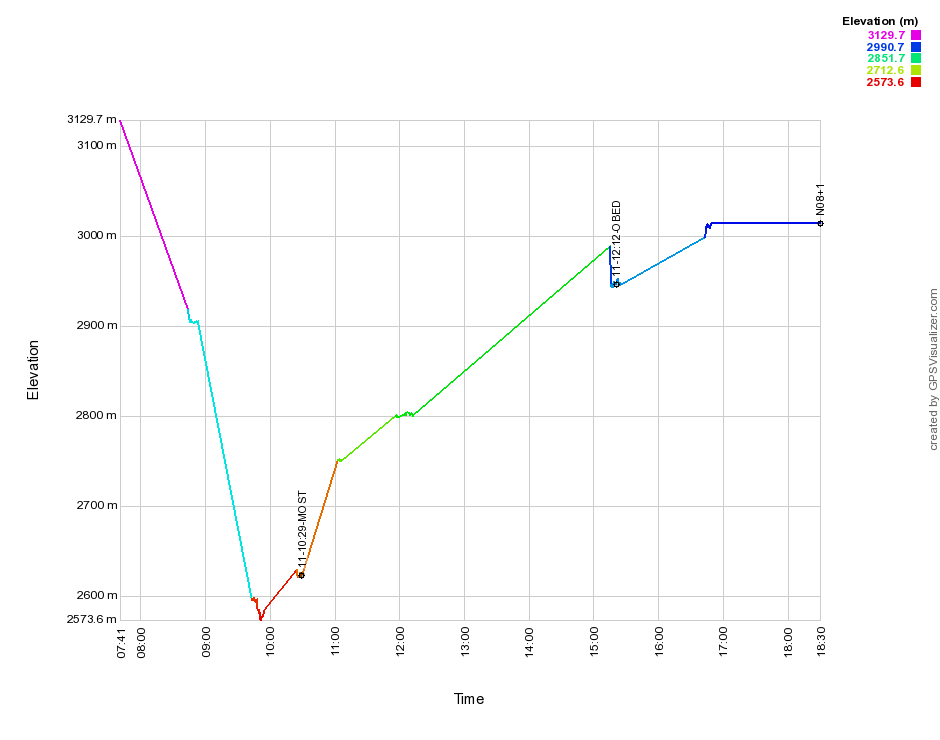 Elevation (m)
3129.7
2990.7
2851.7
2712.6
2573.6
3129.7 m
3100 m
3000 m
2900 m
2800 m
2700 m
2600 m
2573.6 m
Elevation
11-10:29-MOST
11-12:12-OBED
N08+1
07:41
08:00
09:00
10:00
11:00
12:00
13:00
14:00
15:00
16:00
17:00
18:00
18:30
Time
created by GPSVisualizer.com